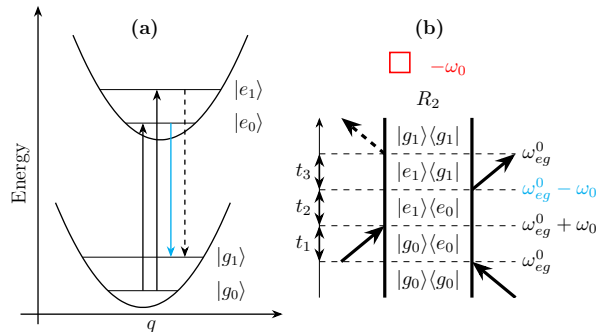 (a)
Energy
|e₁⟩
|e₀⟩
|g₁⟩
|g₀⟩
q
(b)
−ω₀
R₂
|g₁⟩⟨g₁|
ω⁰ₑg
t₃
|e₁⟩⟨g₁|
ω⁰ₑg − ω₀
t₂
|e₁⟩⟨e₀|
ω⁰ₑg + ω₀
t₁
|g₀⟩⟨e₀|
ω⁰ₑg
|g₀⟩⟨g₀|